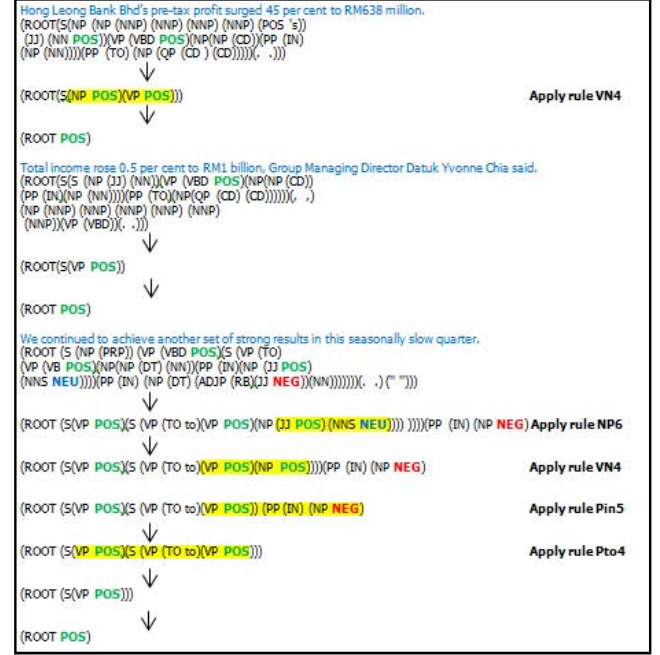 Hong Leong Bank Bhd's pre-tax profit surged 45 per cent to RM638 million.
(ROOT(S(NP (NP (NNP) (NNP) (NNP) (NNP) (POS 's))
(JJ) (NN POS))(VP (VBD POS)(NP(NP (CD))(PP (IN)
(NP (NN))))(PP (TO) (NP (QP (CD ) (CD)))))(. .)))
(ROOT(S(NP POS)(VP POS))) Apply rule VN4
(ROOT POS)
Total income rose 0.5 per cent to RM1 billion, Group Managing Director Datuk Yvonne Chia said.
(ROOT(S(S (NP (JJ) (NN))(VP (VBD POS)(NP(NP (CD))
(PP (IN)(NP (NN))))(PP (TO)(NP(QP (CD) (CD))))))(, ,)
(NP (NNP) (NNP) (NNP) (NNP) (NNP)
(NNP))(VP (VBD))(. .)))
(ROOT(S(VP POS))
(ROOT POS)
We continued to achieve another set of strong results in this seasonally slow quarter.
(ROOT (S (NP (PRP)) (VP (VBD POS)(S (VP (TO)
(VP (VB POS)(NP(NP (DT) (NN))(PP (IN)(NP (JJ POS)
(NNS NEU))))(PP (IN) (NP (DT) (ADJP (RB)(JJ NEG))(NN)))))))(. .) (" ")))
(ROOT (S(VP POS)(S (VP (TO to)(VP POS)(NP (JJ POS) (NNS NEU)))) ))))(PP (IN) (NP NEG) Apply rule NP6
(ROOT (S(VP POS)(S (VP (TO to)(VP POS)(NP POS))))(PP (IN) (NP NEG) Apply rule VN4
(ROOT (S(VP POS)(S (VP (TO to)(VP POS)) (PP (IN) (NP NEG) Apply rule Pin5
(ROOT (S(VP POS)(S (VP (TO to)(VP POS))) Apply rule Pto4
(ROOT (S(VP POS)))
(ROOT POS)